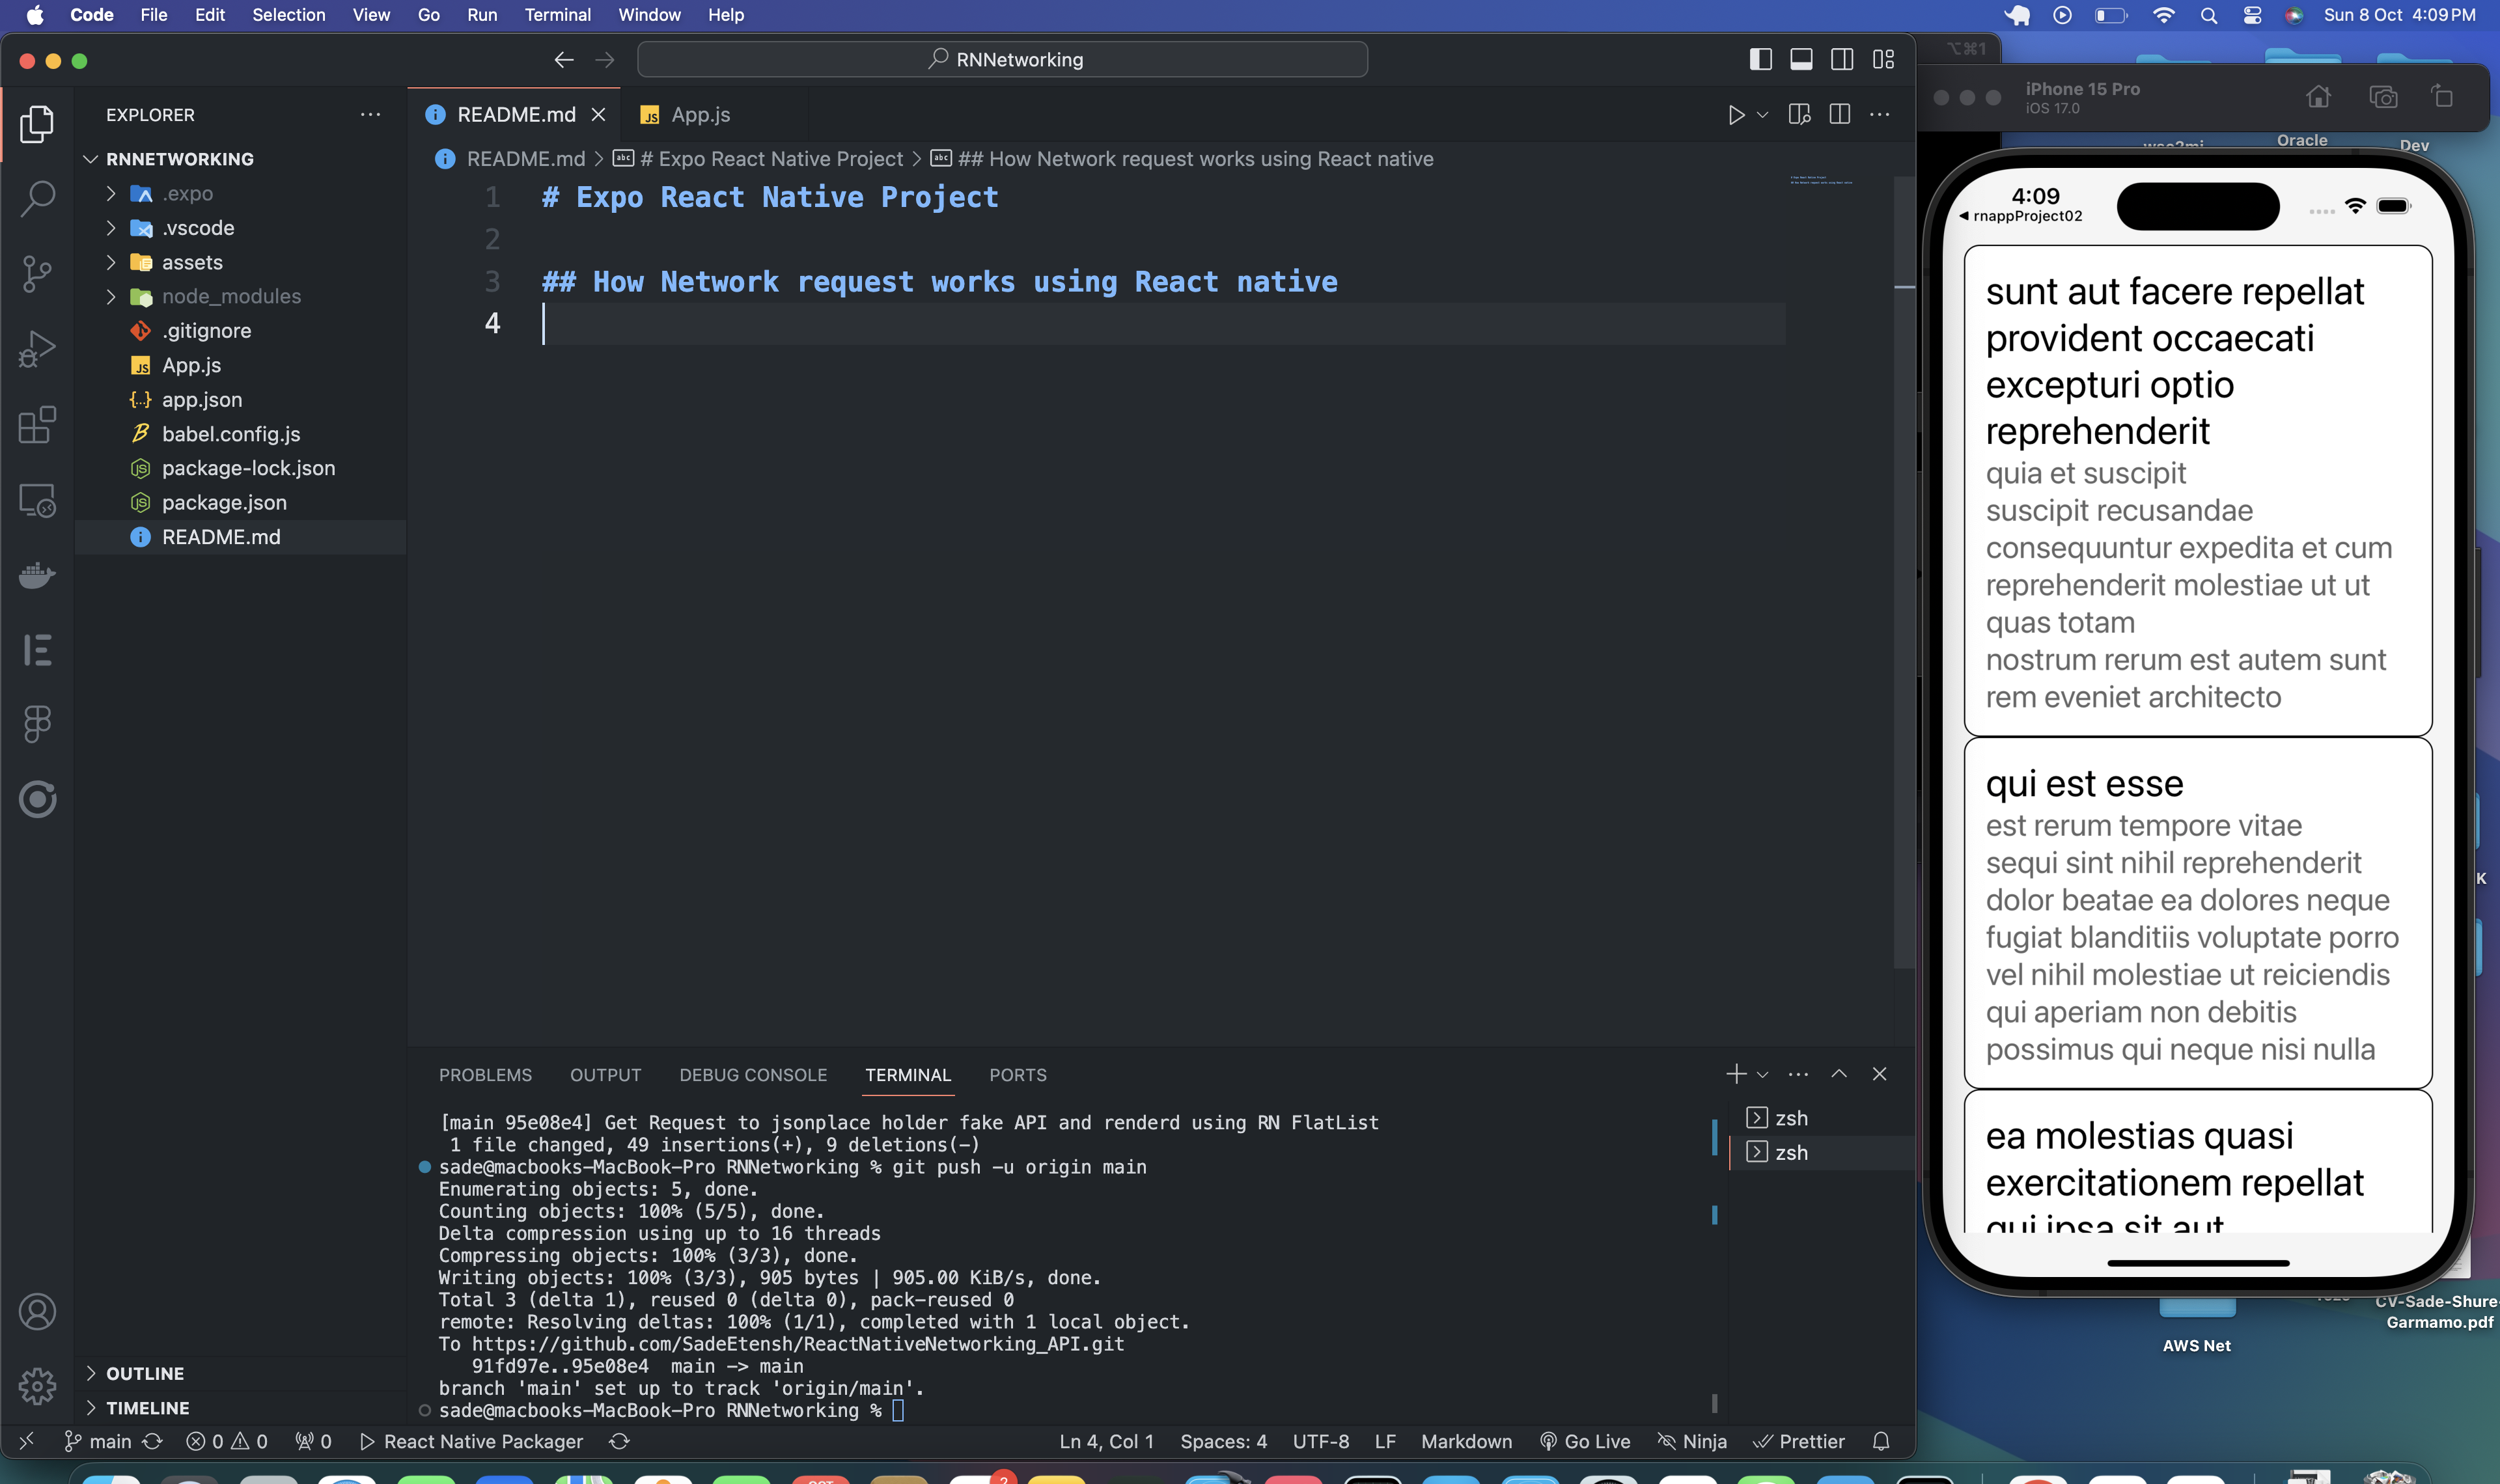 Code File Edit Selection View Go Run Terminal Window Help
Sun 8 Oct 4:09 PM
RNNetworking
⌥⌘1
EXPLORER
RNNETWORKING
.expo
.vscode
assets
node_modules
.gitignore
App.js
app.json
babel.config.js
package-lock.json
package.json
README.md
OUTLINE
TIMELINE
README.md
JS App.js
README.md > # Expo React Native Project > ## How Network request works using React native
1 # Expo React Native Project
2
3 ## How Network request works using React native
4
PROBLEMS OUTPUT DEBUG CONSOLE TERMINAL PORTS
[main 95e08e4] Get Request to jsonplace holder fake API and renderd using RN FlatList
1 file changed, 49 insertions(+), 9 deletions(-)
sade@macbooks-MacBook-Pro RNNetworking % git push -u origin main
Enumerating objects: 5, done.
Counting objects: 100% (5/5), done.
Delta compression using up to 16 threads
Compressing objects: 100% (3/3), done.
Writing objects: 100% (3/3), 905 bytes | 905.00 KiB/s, done.
Total 3 (delta 1), reused 0 (delta 0), pack-reused 0
remote: Resolving deltas: 100% (1/1), completed with 1 local object.
To https://github.com/SadeEtensh/ReactNativeNetworking_API.git
91fd97e..95e08e4 main -> main
branch 'main' set up to track 'origin/main'.
sade@macbooks-MacBook-Pro RNNetworking %
zsh
zsh
main 0 0 0 React Native Packager
Ln 4, Col 1 Spaces: 4 UTF-8 LF Markdown Go Live Ninja Prettier
iPhone 15 Pro
iOS 17.0
Oracle
Dev
4:09
rnappProject02
sunt aut facere repellat
provident occaecati
excepturi optio
reprehenderit
quia et suscipit
suscipit recusandae
consequuntur expedita et cum
reprehenderit molestiae ut ut
quas totam
nostrum rerum est autem sunt
rem eveniet architecto
qui est esse
est rerum tempore vitae
sequi sint nihil reprehenderit
dolor beatae ea dolores neque
fugiat blanditiis voluptate porro
vel nihil molestiae ut reiciendis
qui aperiam non debitis
possimus qui neque nisi nulla
ea molestias quasi
exercitationem repellat
qui ipsa sit aut
K
AWS Net
CV-Sade-Shure-
Garmamo.pdf
2